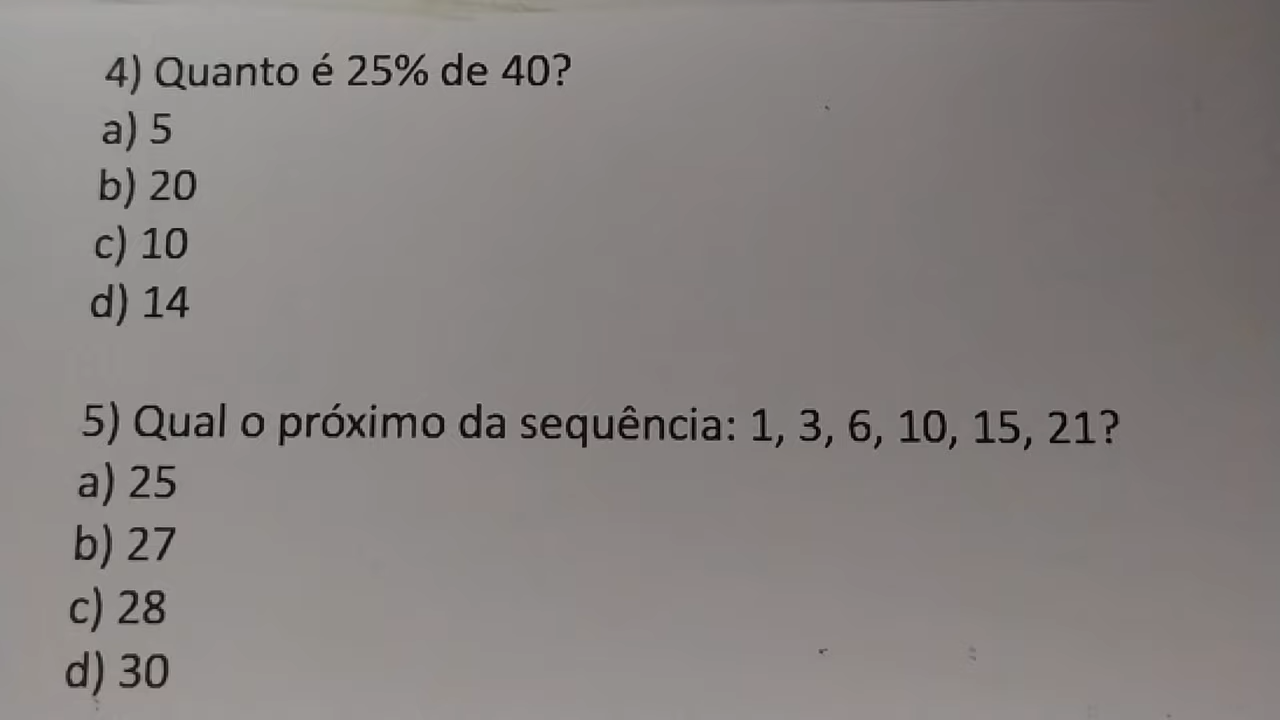 4) Quanto é 25% de 40?
a) 5
b) 20
c) 10
d) 14
5) Qual o próximo da sequência: 1, 3, 6, 10, 15, 21?
a) 25
b) 27
c) 28
d) 30